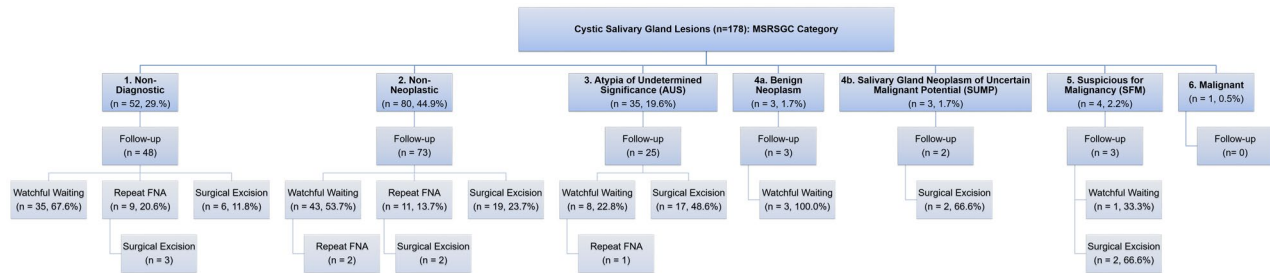 Cystic Salivary Gland Lesions (n=178): MSRSGC Category
1. Non-
Diagnostic
(n = 52, 29.%)
2. Non-
Neoplastic
(n = 80, 44.9%)
3. Atypia of Undetermined
Significance (AUS)
(n = 35, 19.6%)
4a. Benign
Neoplasm
(n = 3, 1.7%)
4b. Salivary Gland Neoplasm of Uncertain
Malignant Potential (SUMP)
(n = 3, 1.7%)
5. Suspicious for
Malignancy (SFM)
(n = 4, 2.2%)
6. Malignant
(n = 1, 0.5%)
Follow-up
(n = 48)
Follow-up
(n = 73)
Follow-up
(n = 25)
Follow-up
(n = 3)
Follow-up
(n = 2)
Follow-up
(n = 3)
Follow-up
(n= 0)
Watchful Waiting
(n = 35, 67.6%)
Repeat FNA
(n = 9, 20.6%)
Surgical Excision
(n = 6, 11.8%)
Watchful Waiting
(n = 43, 53.7%)
Repeat FNA
(n = 11, 13.7%)
Surgical Excision
(n = 19, 23.7%)
Watchful Waiting
(n = 8, 22.8%)
Surgical Excision
(n = 17, 48.6%)
Watchful Waiting
(n = 3, 100.0%)
Surgical Excision
(n = 2, 66.6%)
Watchful Waiting
(n = 1, 33.3%)
Surgical Excision
(n = 3)
Repeat FNA
(n = 2)
Surgical Excision
(n = 2)
Repeat FNA
(n = 1)
Surgical Excision
(n = 2, 66.6%)